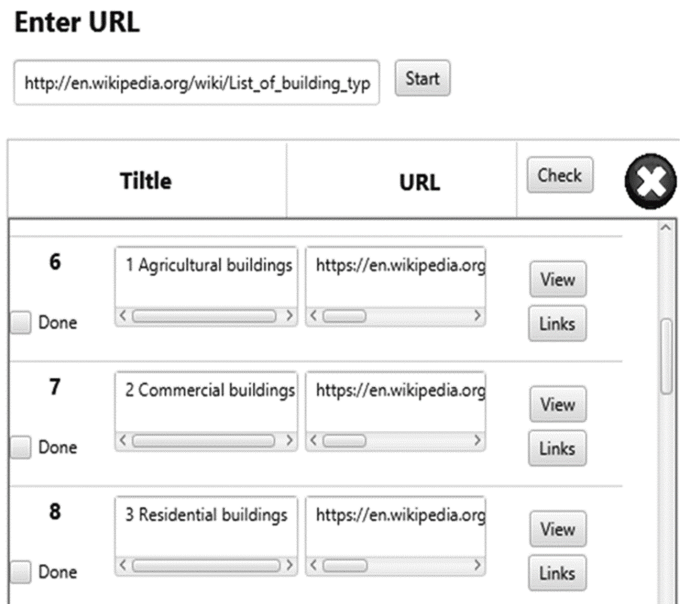 Enter URL
http://en.wikipedia.org/wiki/List_of_building_typ Start
Tiltle URL Check
6 1 Agricultural buildings https://en.wikipedia.org View
Done Links
7 2 Commercial buildings https://en.wikipedia.org View
Done Links
8 3 Residential buildings https://en.wikipedia.org View
Done Links